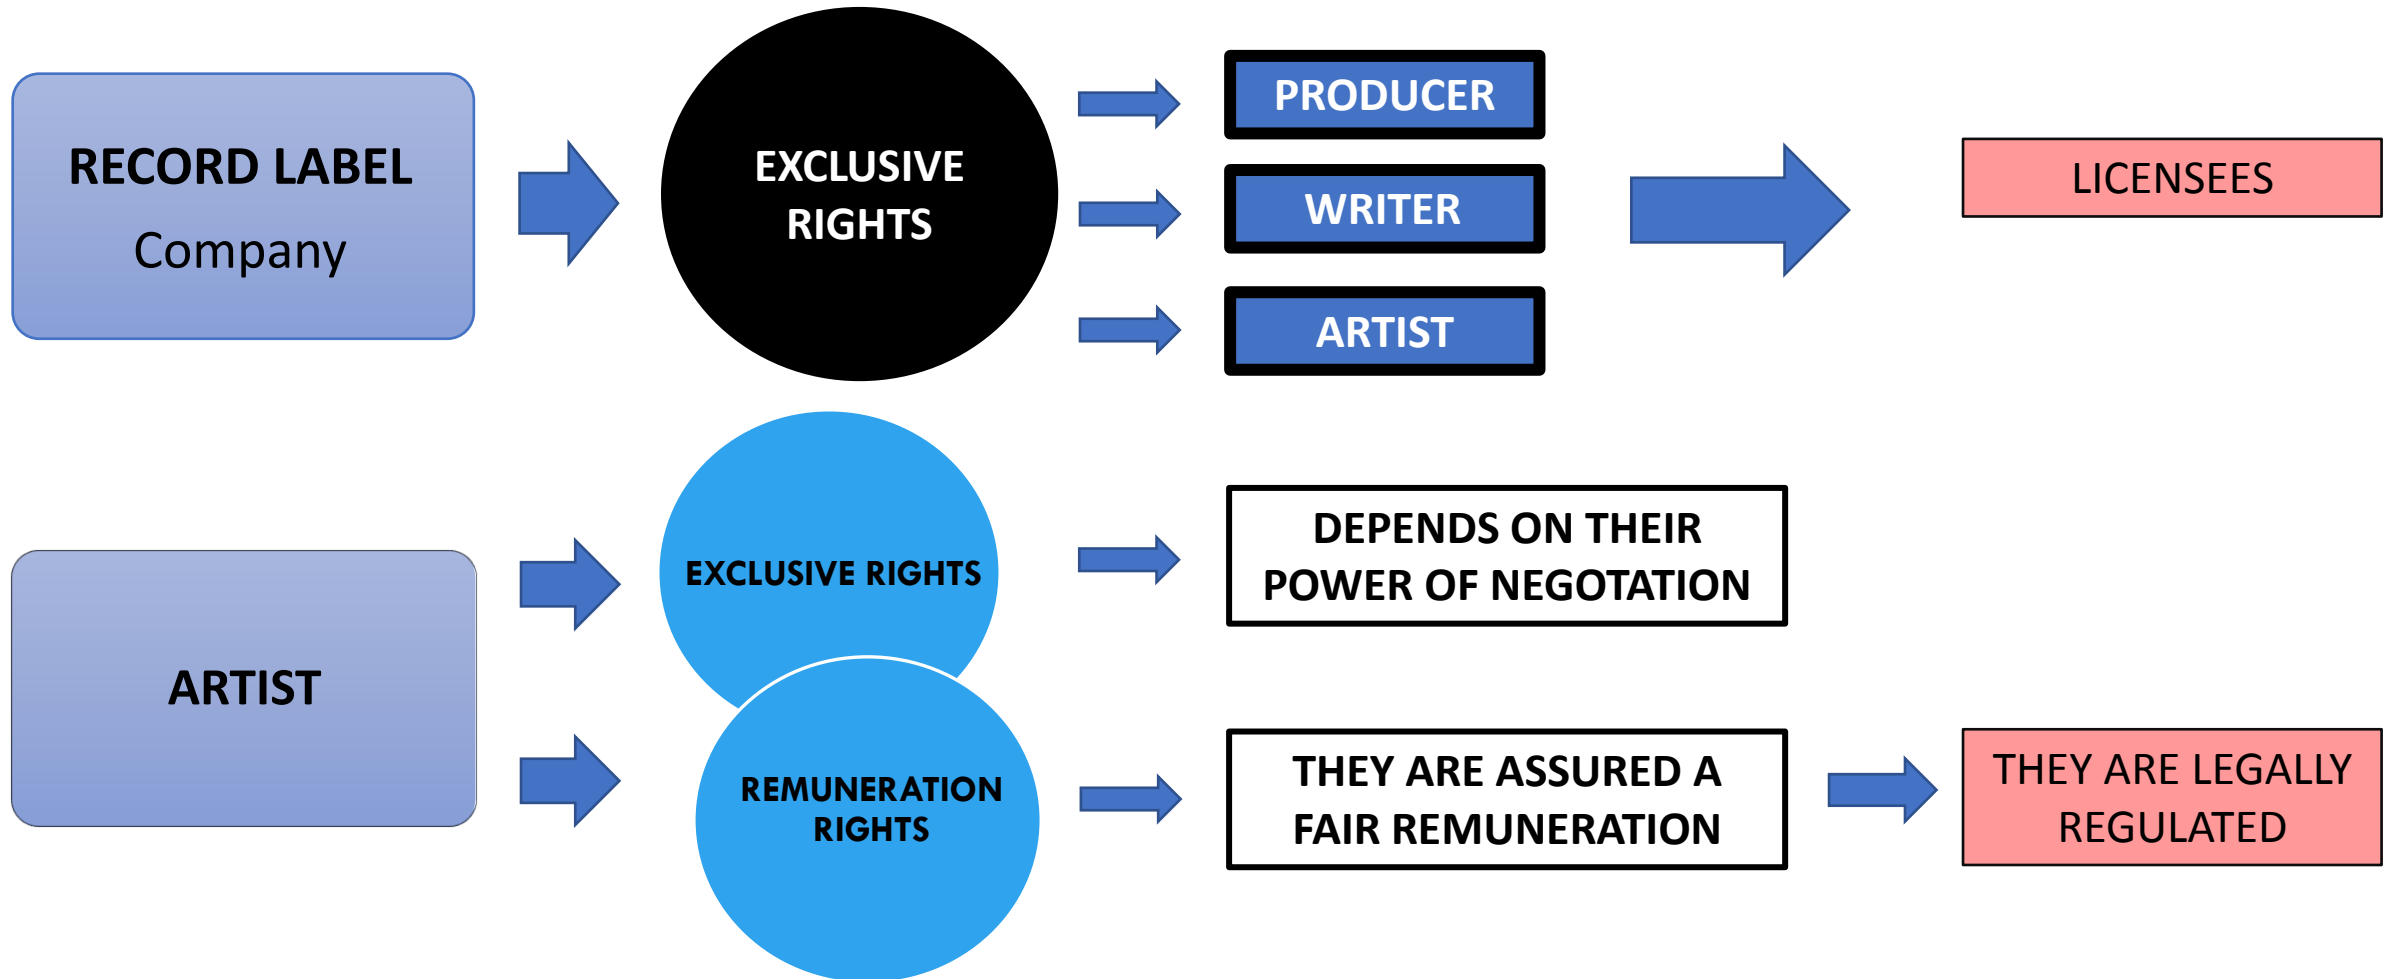 RECORD LABEL
Company
EXCLUSIVE
RIGHTS
PRODUCER
WRITER
ARTIST
LICENSEES
ARTIST
EXCLUSIVE RIGHTS
DEPENDS ON THEIR
POWER OF NEGOTATION
REMUNERATION
RIGHTS
THEY ARE ASSURED A
FAIR REMUNERATION
THEY ARE LEGALLY
REGULATED